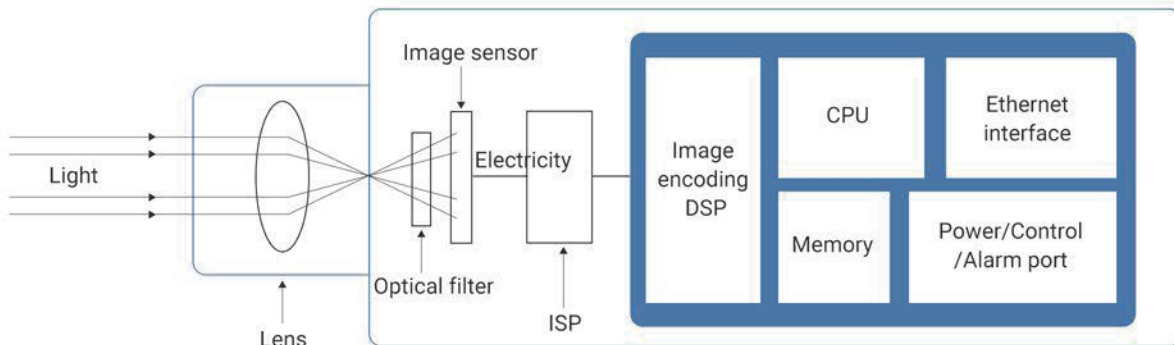 Image sensor
Light
Electricity
Optical filter
Lens
ISP
Image
encoding
DSP
CPU
Ethernet
interface
Memory
Power/Control
/Alarm port